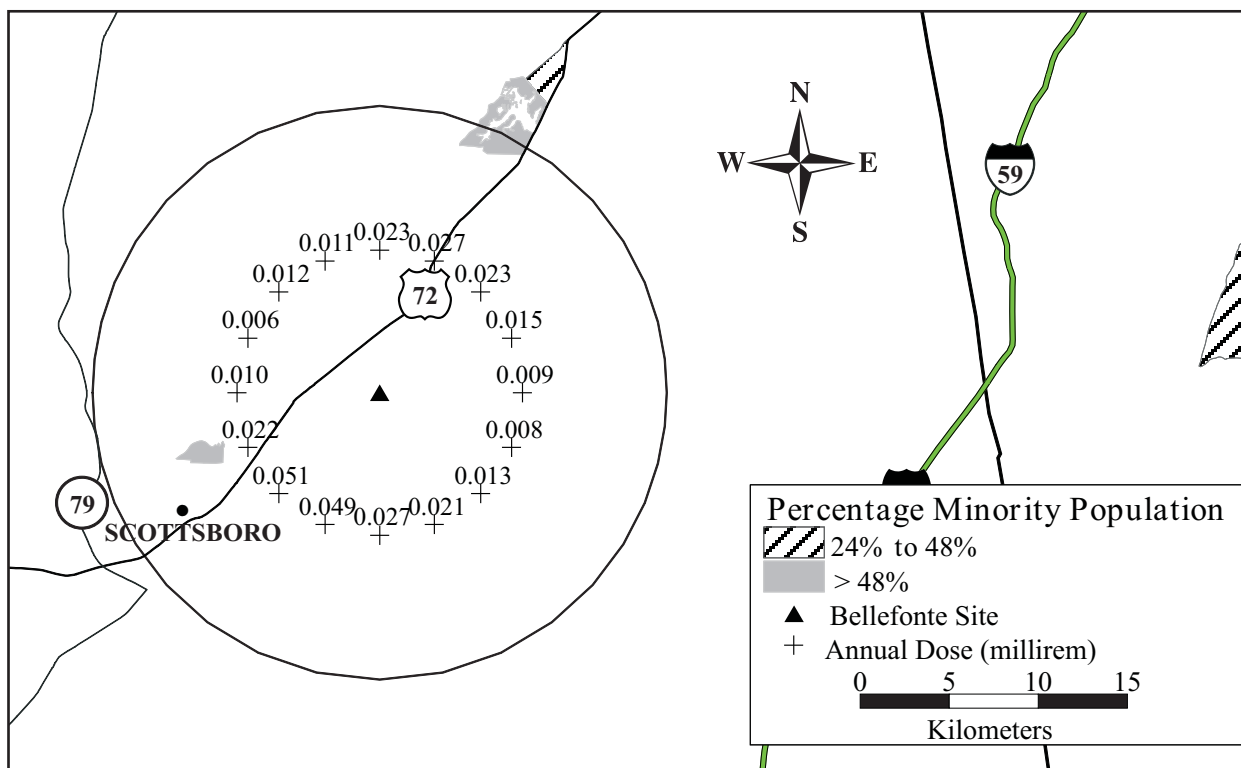 N
W E
S
59
0.023
0.011 0.027
0.012 0.023
72
0.006 0.015
0.010 0.009
0.022 0.008
0.051 0.013
0.049 0.021
0.027
79
SCOTTSBORO
Percentage Minority Population
24% to 48%
> 48%
Bellefonte Site
Annual Dose (millirem)
0 5 10 15
Kilometers